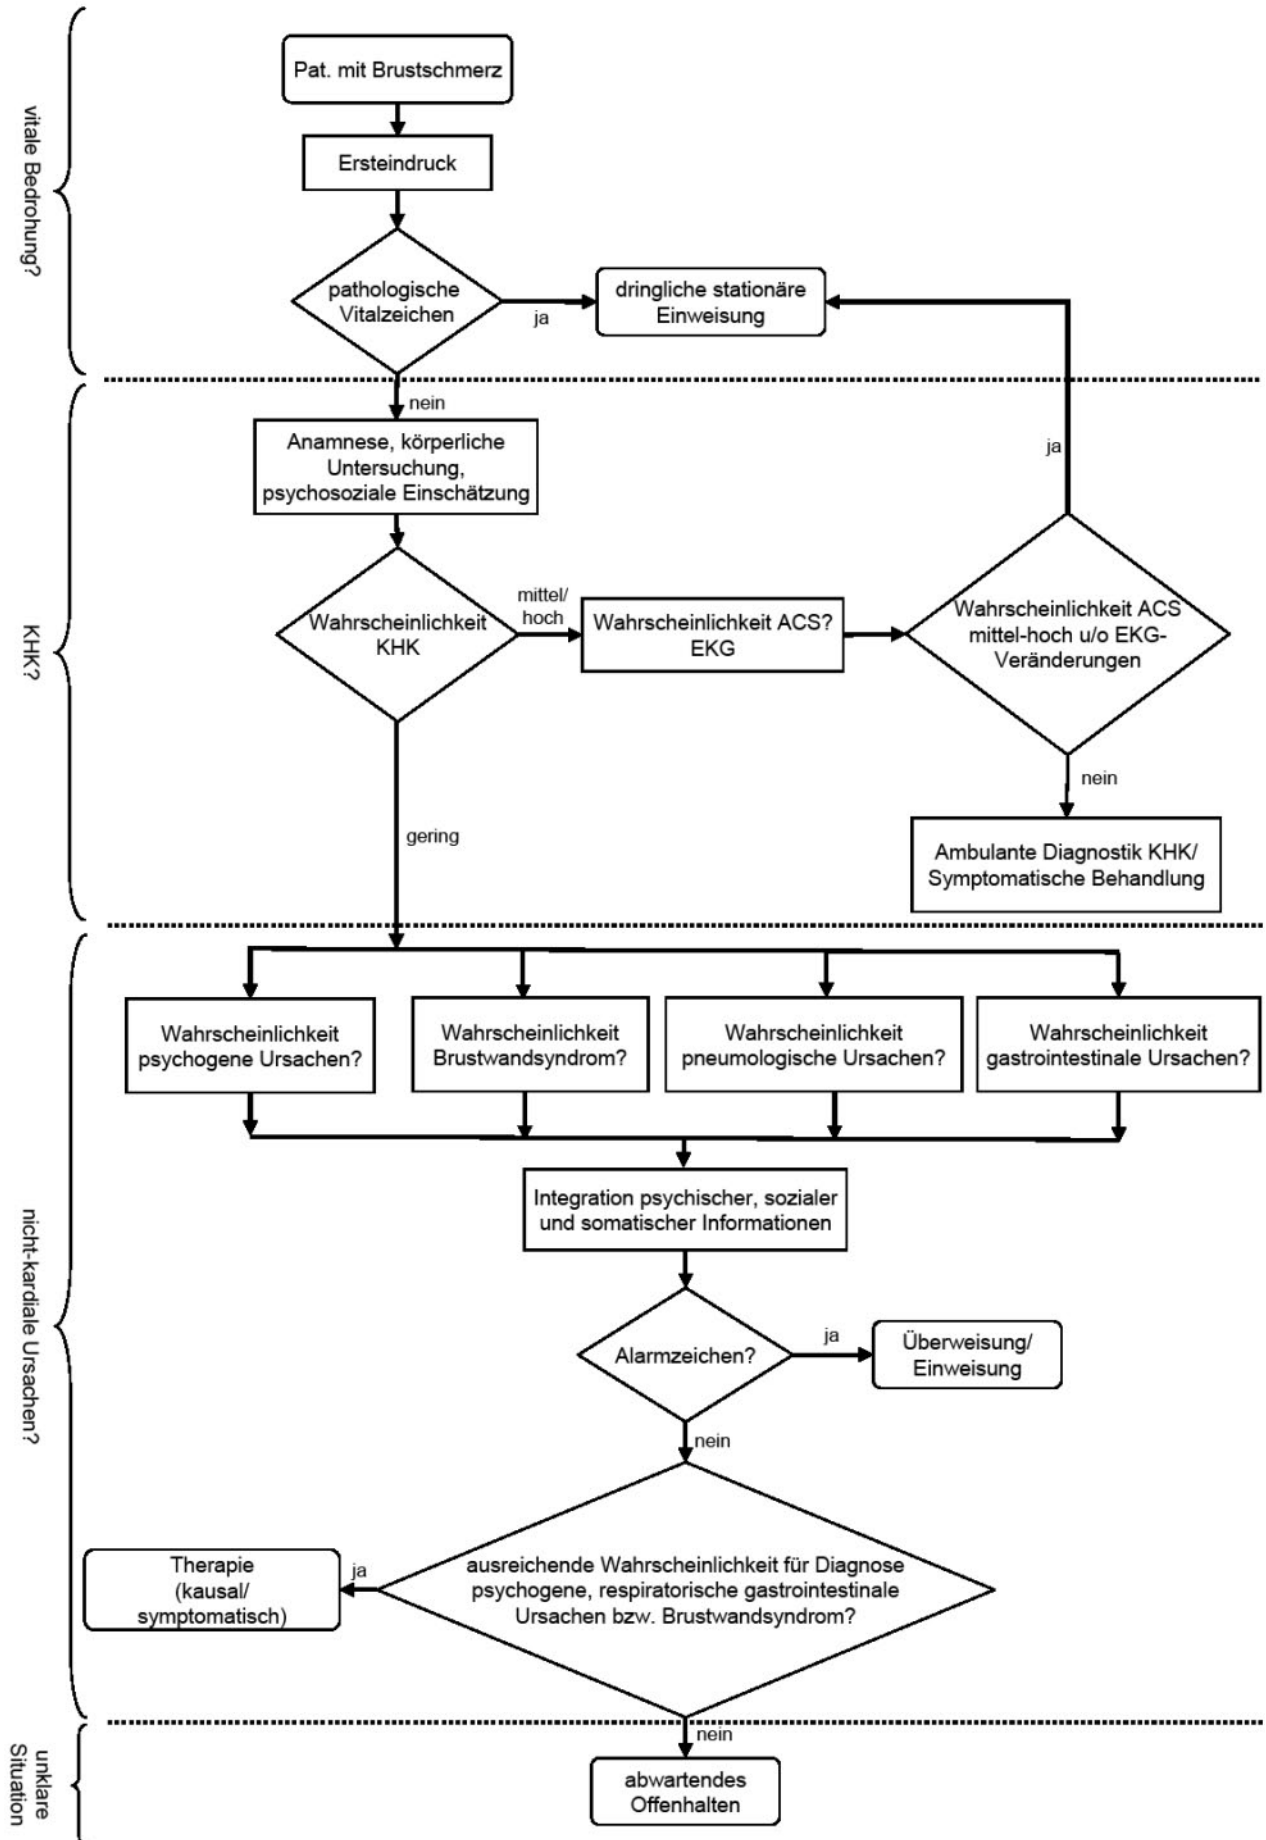 vitale Bedrohung?
Pat. mit Brustschmerz
Ersteindruck
pathologische
Vitalzeichen
ja
dringliche stationäre
Einweisung
nein
KHK?
Anamnese, körperliche
Untersuchung,
psychosoziale Einschätzung
Wahrscheinlichkeit
KHK
mittel/
hoch
Wahrscheinlichkeit ACS?
EKG
Wahrscheinlichkeit ACS
mittel-hoch u/o EKG-
Veränderungen
ja
nein
Ambulante Diagnostik KHK/
Symptomatische Behandlung
gering
nicht-kardiale Ursachen?
Wahrscheinlichkeit
psychogene Ursachen?
Wahrscheinlichkeit
Brustwandsyndrom?
Wahrscheinlichkeit
pneumologische Ursachen?
Wahrscheinlichkeit
gastrointestinale Ursachen?
Integration psychischer, sozialer
und somatischer Informationen
Alarmzeichen?
ja
Überweisung/
Einweisung
nein
ausreichende Wahrscheinlichkeit für Diagnose
psychogene, respiratorische gastrointestinale
Ursachen bzw. Brustwandsyndrom?
ja
Therapie
(kausal/
symptomatisch)
nein
unklare
Situation
abwartendes
Offenhalten